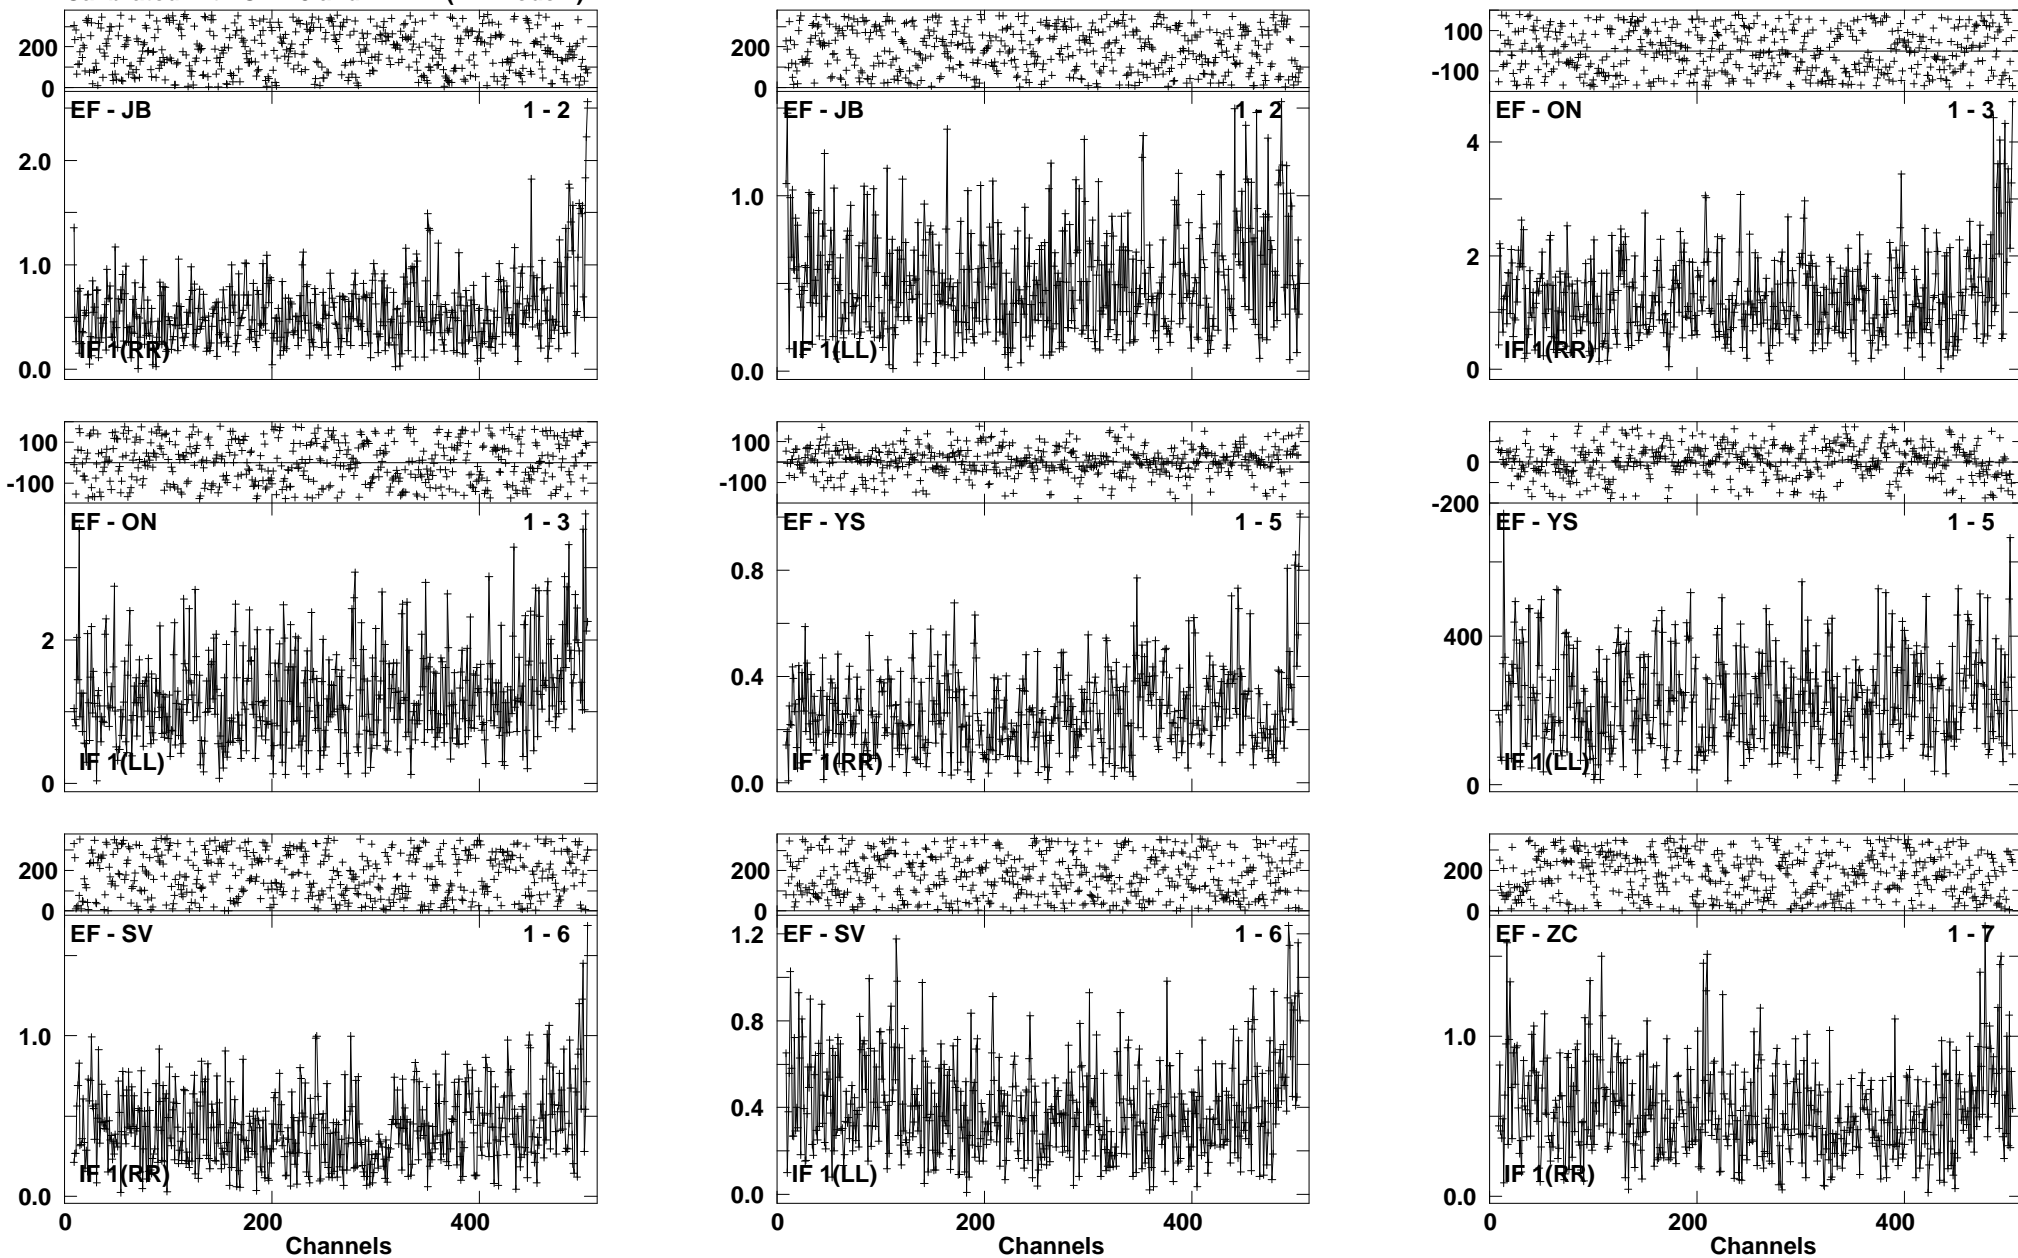 200
0
EF - JB 1 - 2
2.0
1.0
0.0
IF 1(RR)
200
0
EF - JB 1 - 2
1.0
0.0
IF 1(LL)
100
-100
EF - ON 1 - 3
4
2
0
IF 1(RR)
100
-100
EF - ON 1 - 3
2
0
IF 1(LL)
100
-100
EF - YS 1 - 5
0.8
0.4
0.0
IF 1(RR)
0
-200
EF - YS 1 - 5
400
0
IF 1(LL)
200
0
EF - SV 1 - 6
1.0
0.0
IF 1(RR)
0 200 400
Channels
200
0
EF - SV 1 - 6
1.2
0.8
0.4
0.0
IF 1(LL)
0 200 400
Channels
200
0
EF - ZC 1 - 7
1.0
0.0
IF 1(RR)
0 200 400
Channels